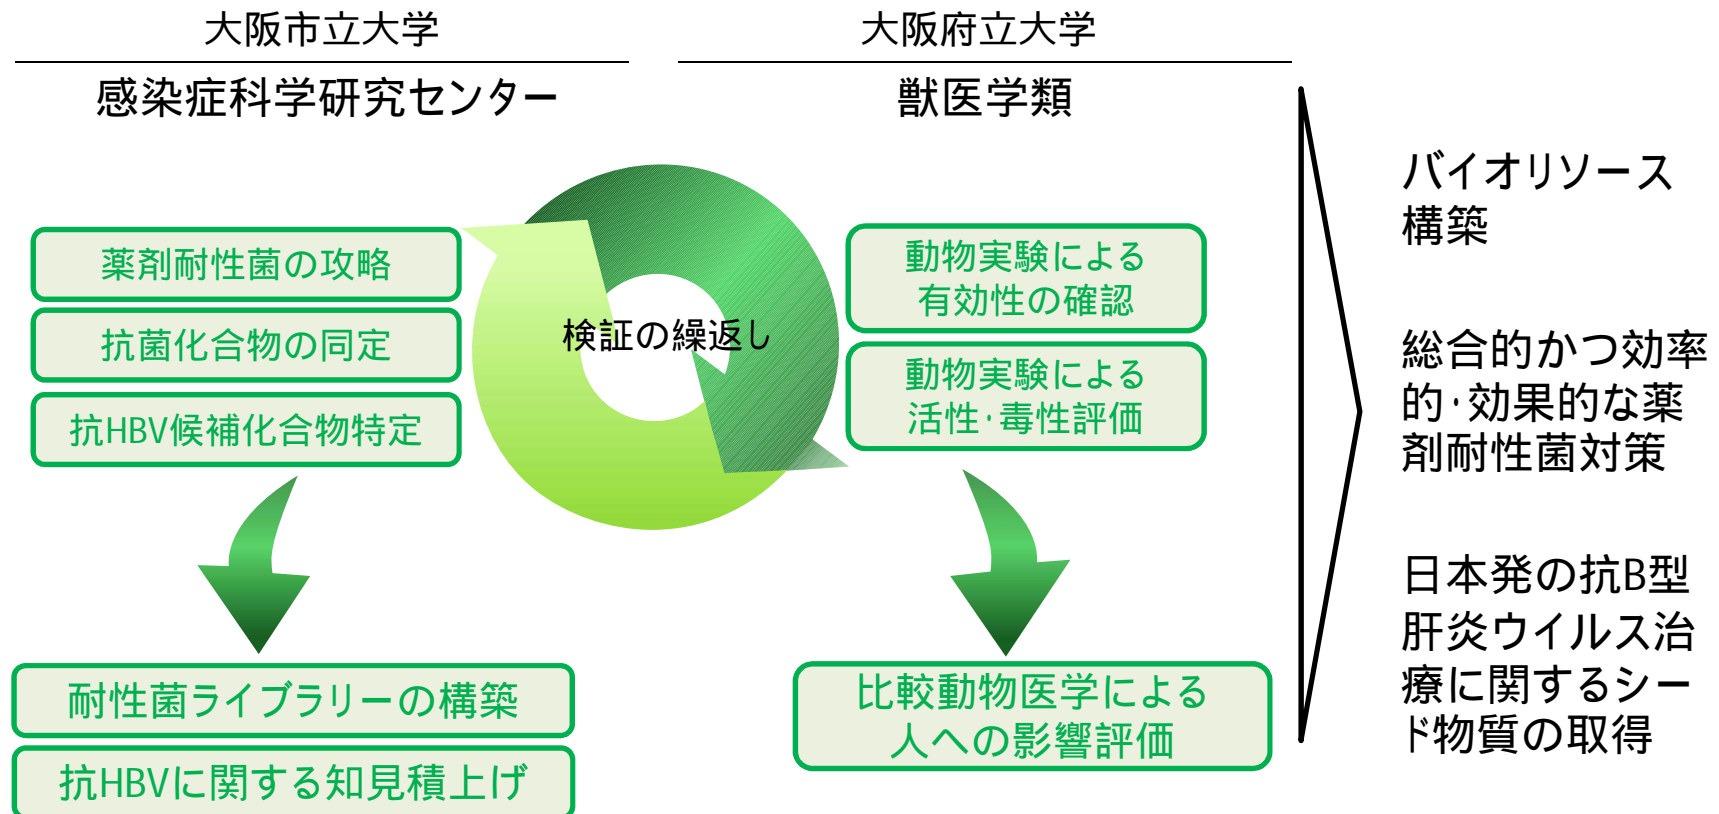 大阪市立大学
感染症科学研究センター
大阪府立大学
獣医学類
薬剤耐性菌の攻略
抗菌化合物の同定
抗HBV候補化合物特定
検証の繰返し
動物実験による
有効性の確認
動物実験による
活性・毒性評価
耐性菌ライブラリーの構築
抗HBVに関する知見積上げ
比較動物医学による
人への影響評価
バイオリソース
構築
総合的かつ効率
的・効果的な薬
剤耐性菌対策
日本発の抗B型
肝炎ウイルス治
療に関するシー
ド物質の取得